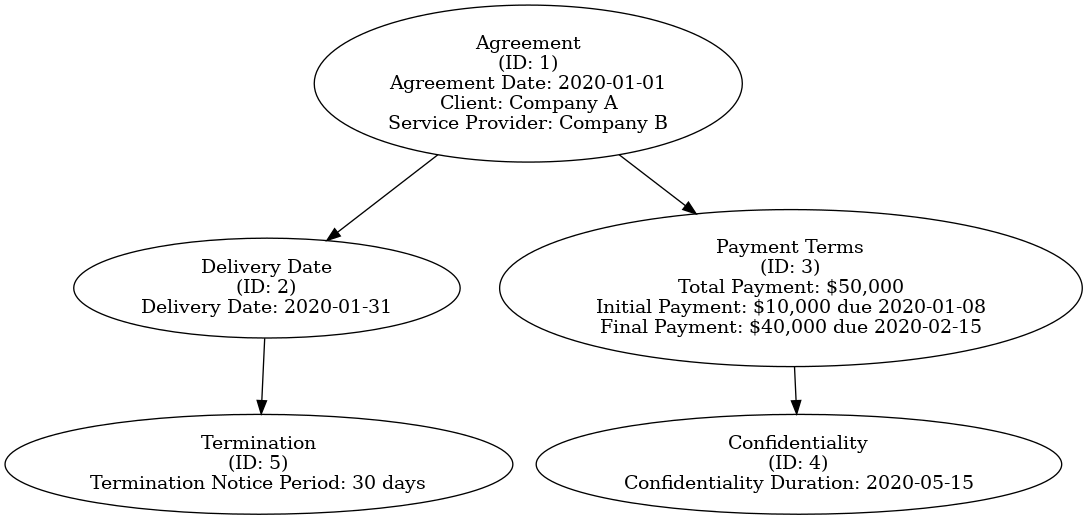 Agreement
(ID: 1)
Agreement Date: 2020-01-01
Client: Company A
Service Provider: Company B
Delivery Date
(ID: 2)
Delivery Date: 2020-01-31
Payment Terms
(ID: 3)
Total Payment: $50,000
Initial Payment: $10,000 due 2020-01-08
Final Payment: $40,000 due 2020-02-15
Termination
(ID: 5)
Termination Notice Period: 30 days
Confidentiality
(ID: 4)
Confidentiality Duration: 2020-05-15